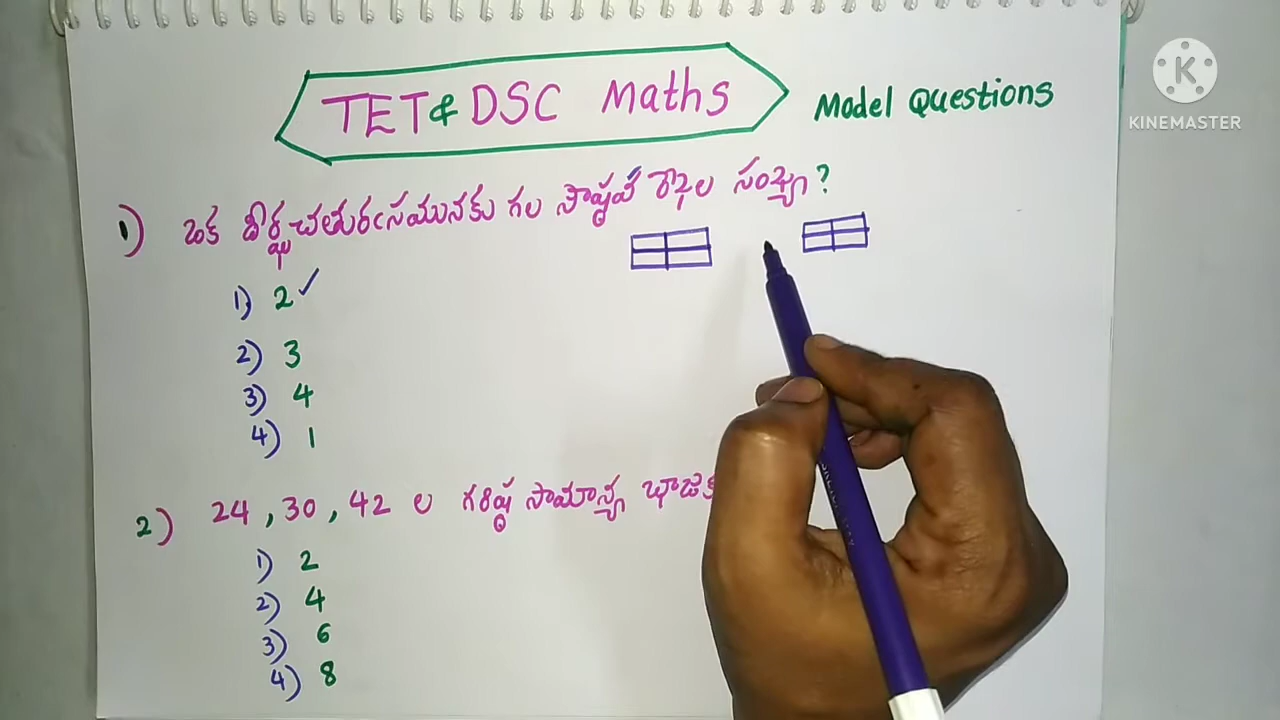 TET & DSC Maths
Model Questions
KINEMASTER
1) ఒక దీర్ఘచతురస్రమునకు గల సౌష్ఠవ రేఖల సంఖ్య?
1) 2 ✓
2) 3
3) 4
4) 1
2) 24, 30, 42 ల గరిష్ఠ సామాన్య భాజక
1) 2
2) 4
3) 6
4) 8